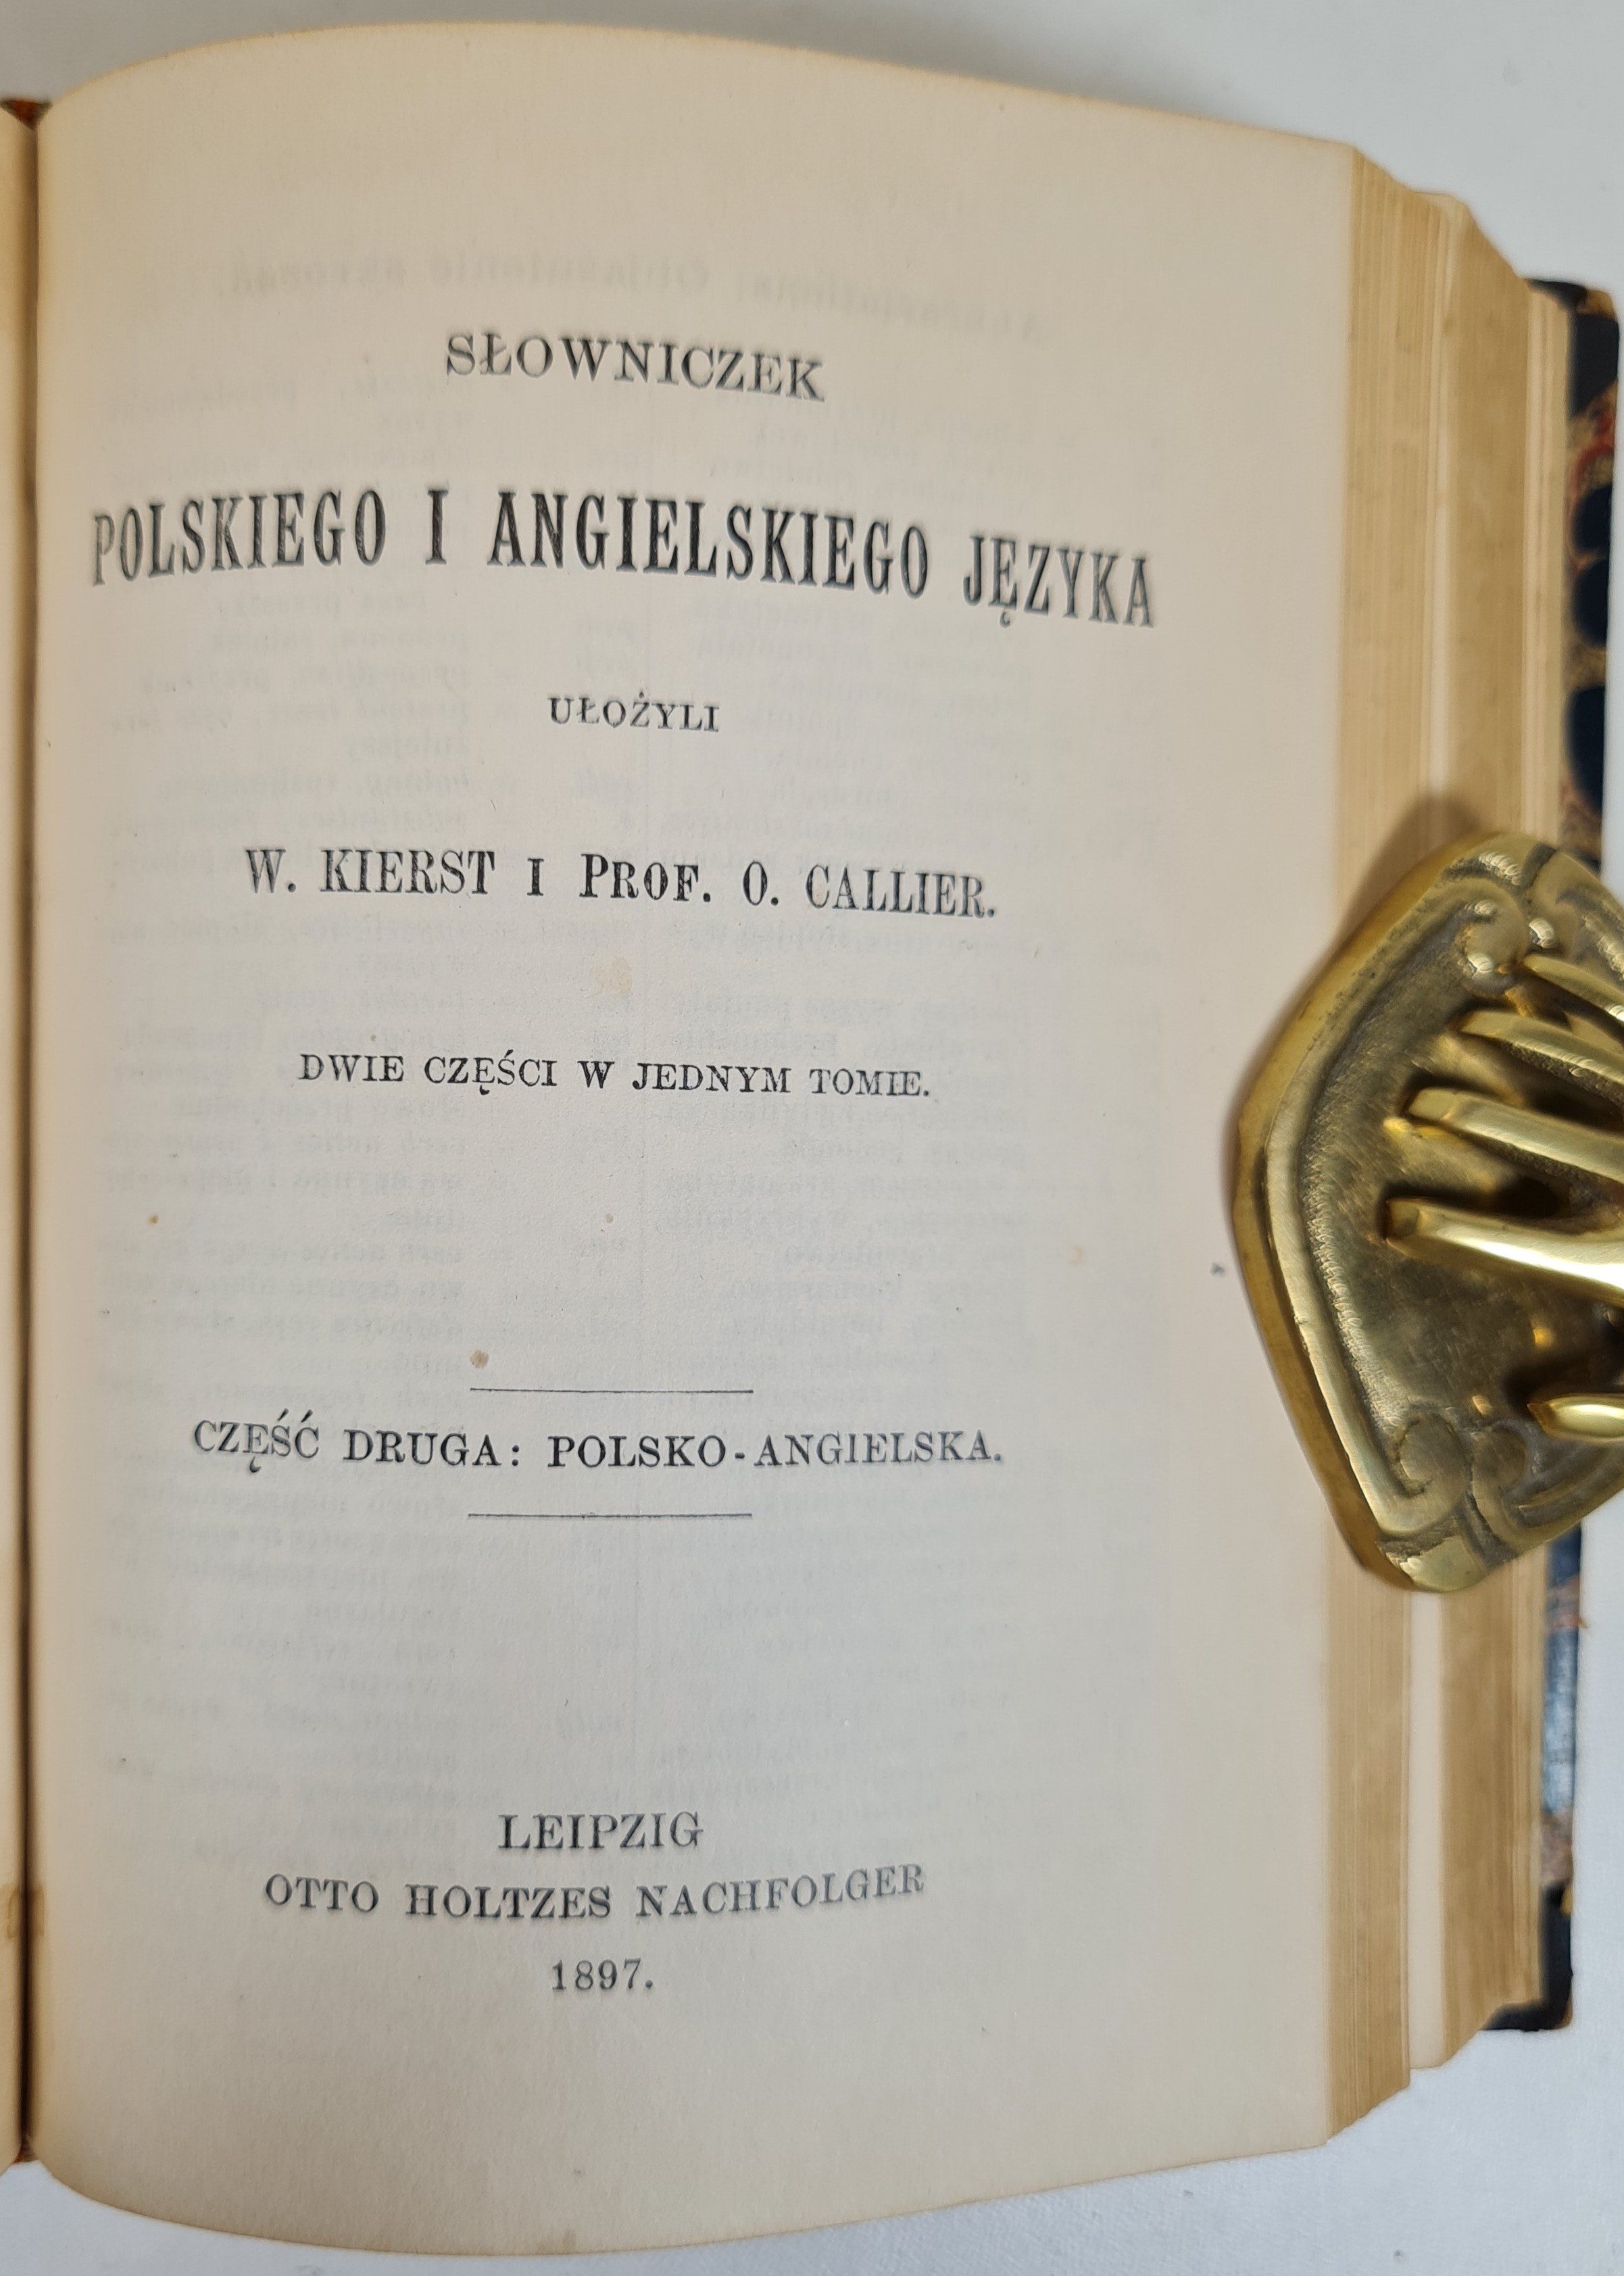 SŁOWNICZEK
POLSKIEGO I ANGIELSKIEGO JĘZYKA
UŁOŻYLI
W. KIERST I PROF. O. CALLIER.
DWIE CZĘŚCI W JEDNYM TOMIE.
CZĘŚĆ DRUGA: POLSKO-ANGIELSKA.
LEIPZIG
OTTO HOLTZES NACHFOLGER
1897.